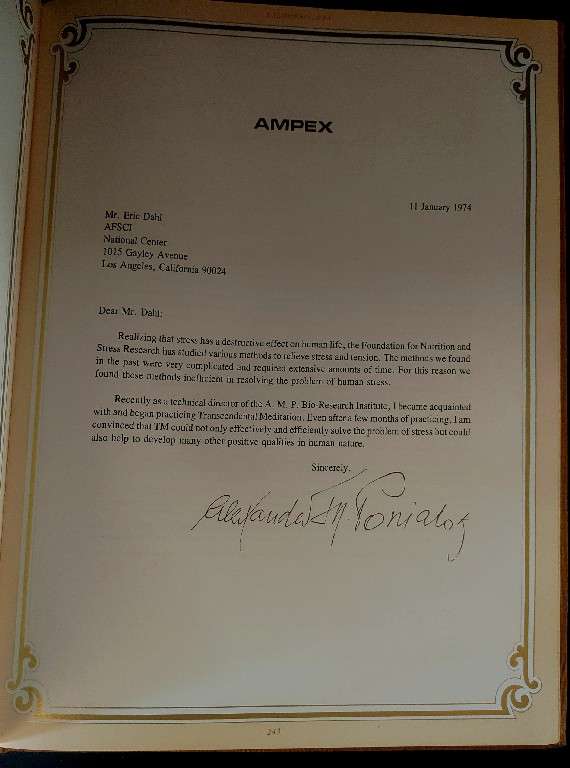 AMPEX
11 January 1974
Mr. Eric Dahl
AFSCI
National Center
1015 Gayley Avenue
Los Angeles, California 90024
Dear Mr. Dahl:
Realizing that stress has a destructive effect on human life, the Foundation for Nutrition and
Stress Research has studied various methods to relieve stress and tension. The methods we found
in the past were very complicated and required extensive amounts of time. For this reason we
found these methods inefficient in resolving the problem of human stress.
Recently as a technical director of the A. M. P. Bio-Research Institute, I became acquainted
with and began practicing Transcendental Meditation. Even after a few months of practicing, I am
convinced that TM could not only effectively and efficiently solve the problem of stress but could
also help to develop many other positive qualities in human nature.
Sincerely,
Alexander M. Poniatoff
243